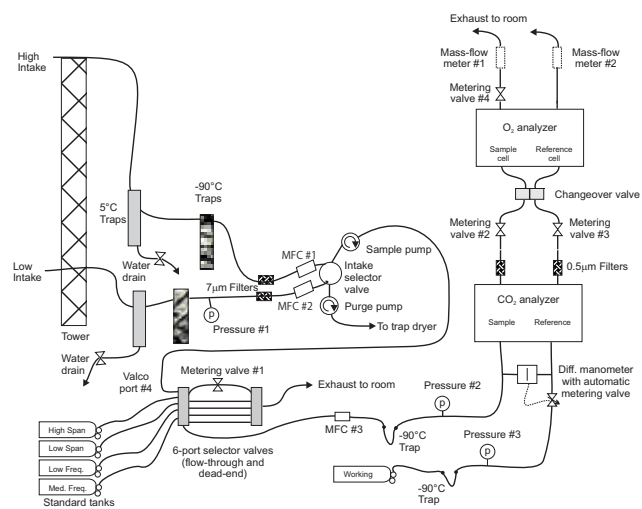 Exhaust to room
High
Intake
Mass-flow
meter #1
Mass-flow
meter #2
Metering
valve #4
O₂ analyzer
Sample
cell
Reference
cell
Changeover valve
-90°C
Traps
5°C
Traps
Metering
valve #2
Metering
valve #3
Sample pump
MFC #1
Water
drain
Low
Intake
Intake
selector
valve
0.5µm Filters
7µm Filters
MFC #2
CO₂ analyzer
Purge pump
Pressure #1
p
To trap dryer
Sample
Reference
Tower
Water
drain
Valco
port #4
Metering valve #1
Exhaust to room
Pressure #2
p
Diff. manometer
with automatic
metering valve
High Span
Low Span
Low Freq.
Med. Freq.
Standard tanks
6-port selector valves
(flow-through and
dead-end)
MFC #3
-90°C
Trap
Pressure #3
p
Working
-90°C
Trap